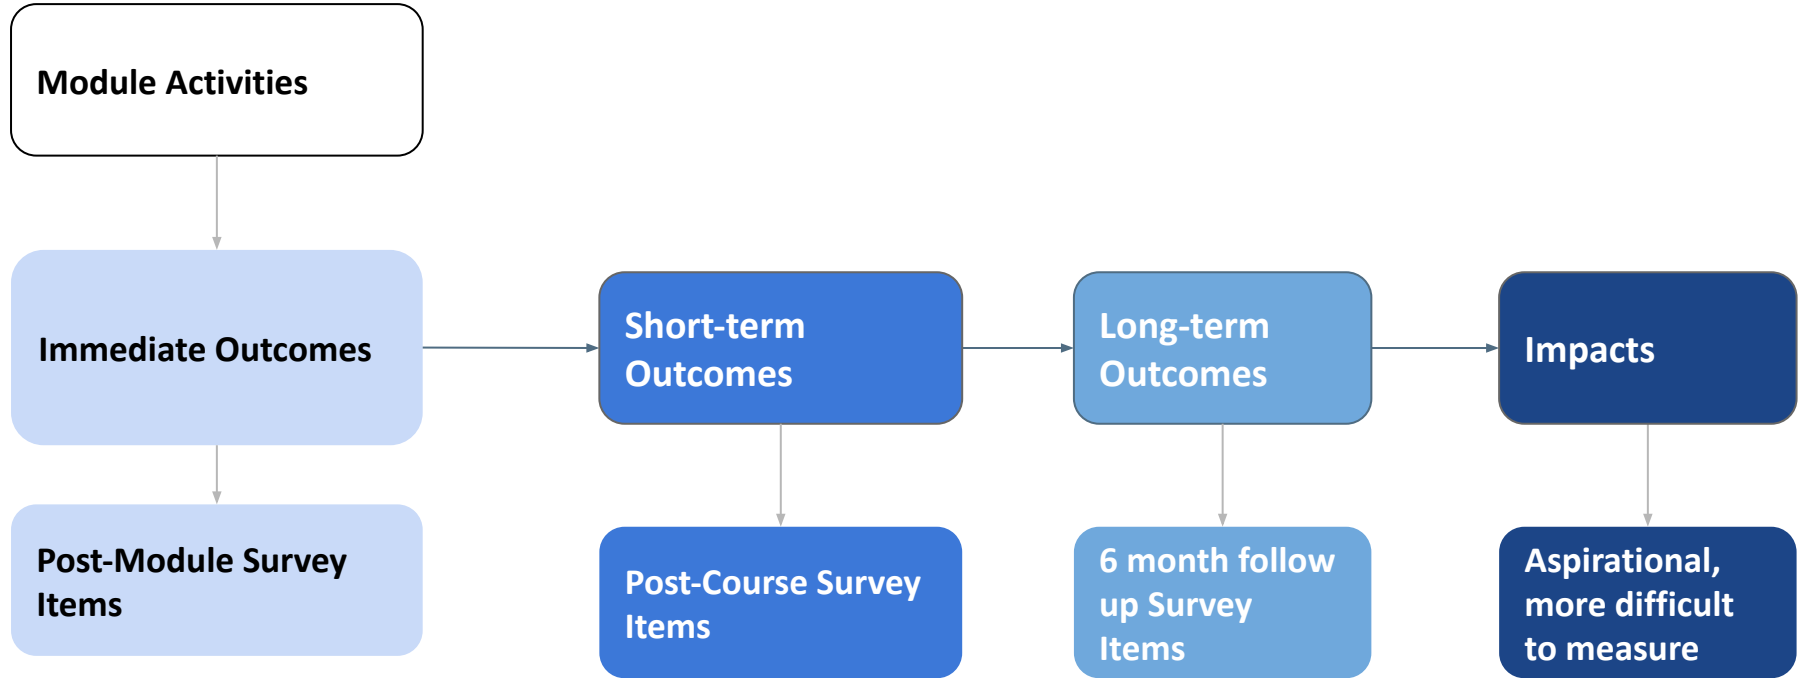 Module Activities
Immediate Outcomes
Short-term
Outcomes
Long-term
Outcomes
Impacts
Post-Module Survey
Items
Post-Course Survey
Items
6 month follow
up Survey
Items
Aspirational,
more difficult
to measure